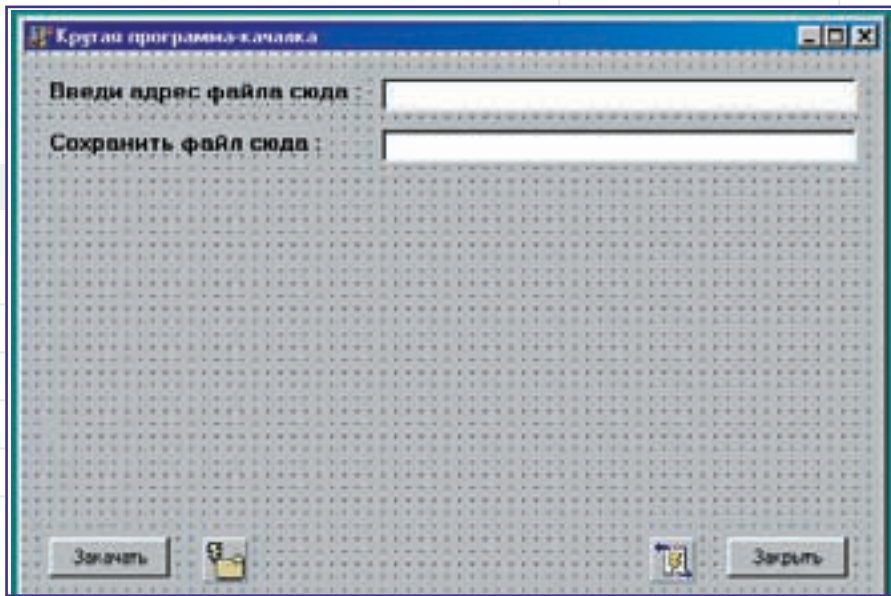 Крутая программа-качалка
Введи адрес файла сюда :
Сохранить файл сюда :
Закачать
Закрыть